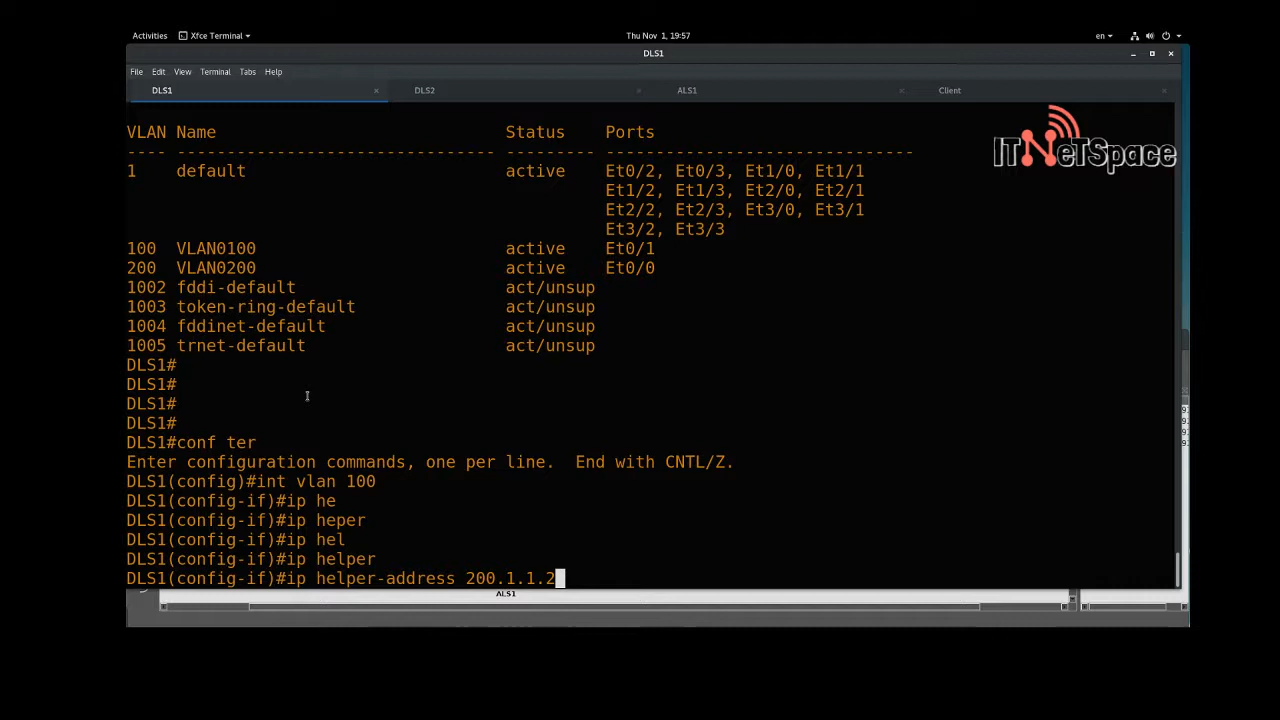 Activities Xfce Terminal en Thu Nov 1, 19:57
DLS1
File Edit View Terminal Tabs Help
DLS1 DLS2 ALS1 Client
ITNeTSpace
VLAN Name Status Ports
---- -------------------------------- --------- -------------------------------
1 default active Et0/2, Et0/3, Et1/0, Et1/1
Et1/2, Et1/3, Et2/0, Et2/1
Et2/2, Et2/3, Et3/0, Et3/1
Et3/2, Et3/3
100 VLAN0100 active Et0/1
200 VLAN0200 active Et0/0
1002 fddi-default act/unsup
1003 token-ring-default act/unsup
1004 fddinet-default act/unsup
1005 trnet-default act/unsup
DLS1#
DLS1#
DLS1#
DLS1#
DLS1#conf ter
Enter configuration commands, one per line. End with CNTL/Z.
DLS1(config)#int vlan 100
DLS1(config-if)#ip he
DLS1(config-if)#ip heper
DLS1(config-if)#ip hel
DLS1(config-if)#ip helper
DLS1(config-if)#ip helper-address 200.1.1.2
ALS1